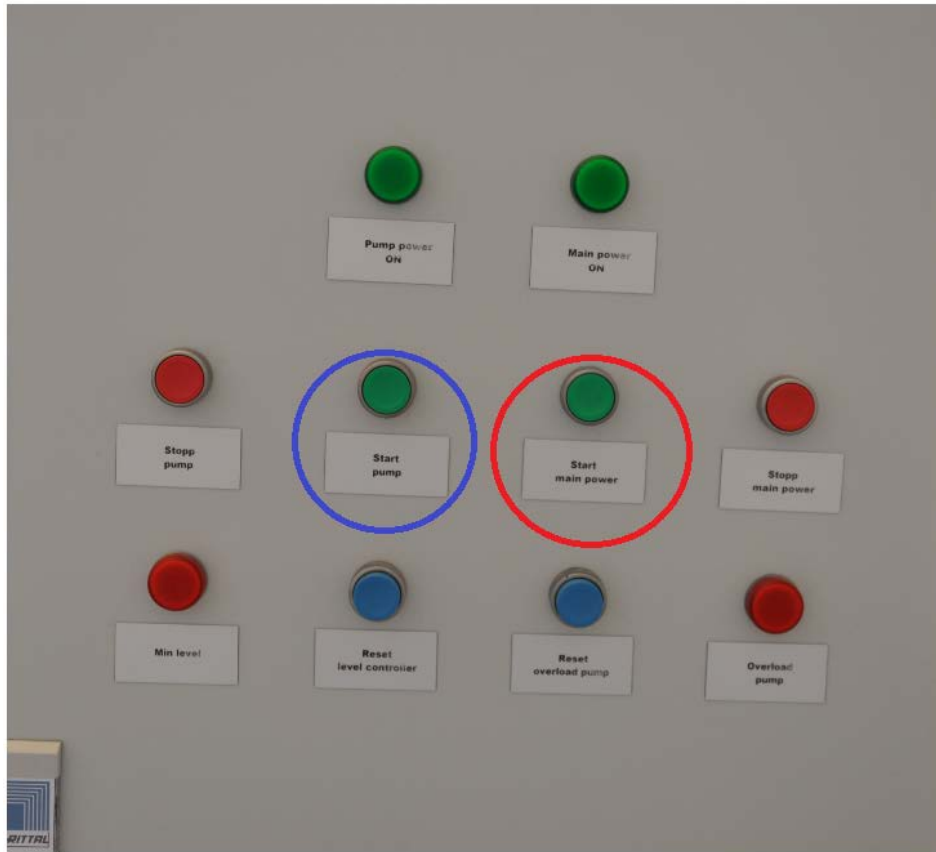 Pump power
ON
Main power
ON
Stopp
pump
Start
pump
Start
main power
Stopp
main power
Min level
Reset
level controller
Reset
overload pump
Overload
pump
RITTAL